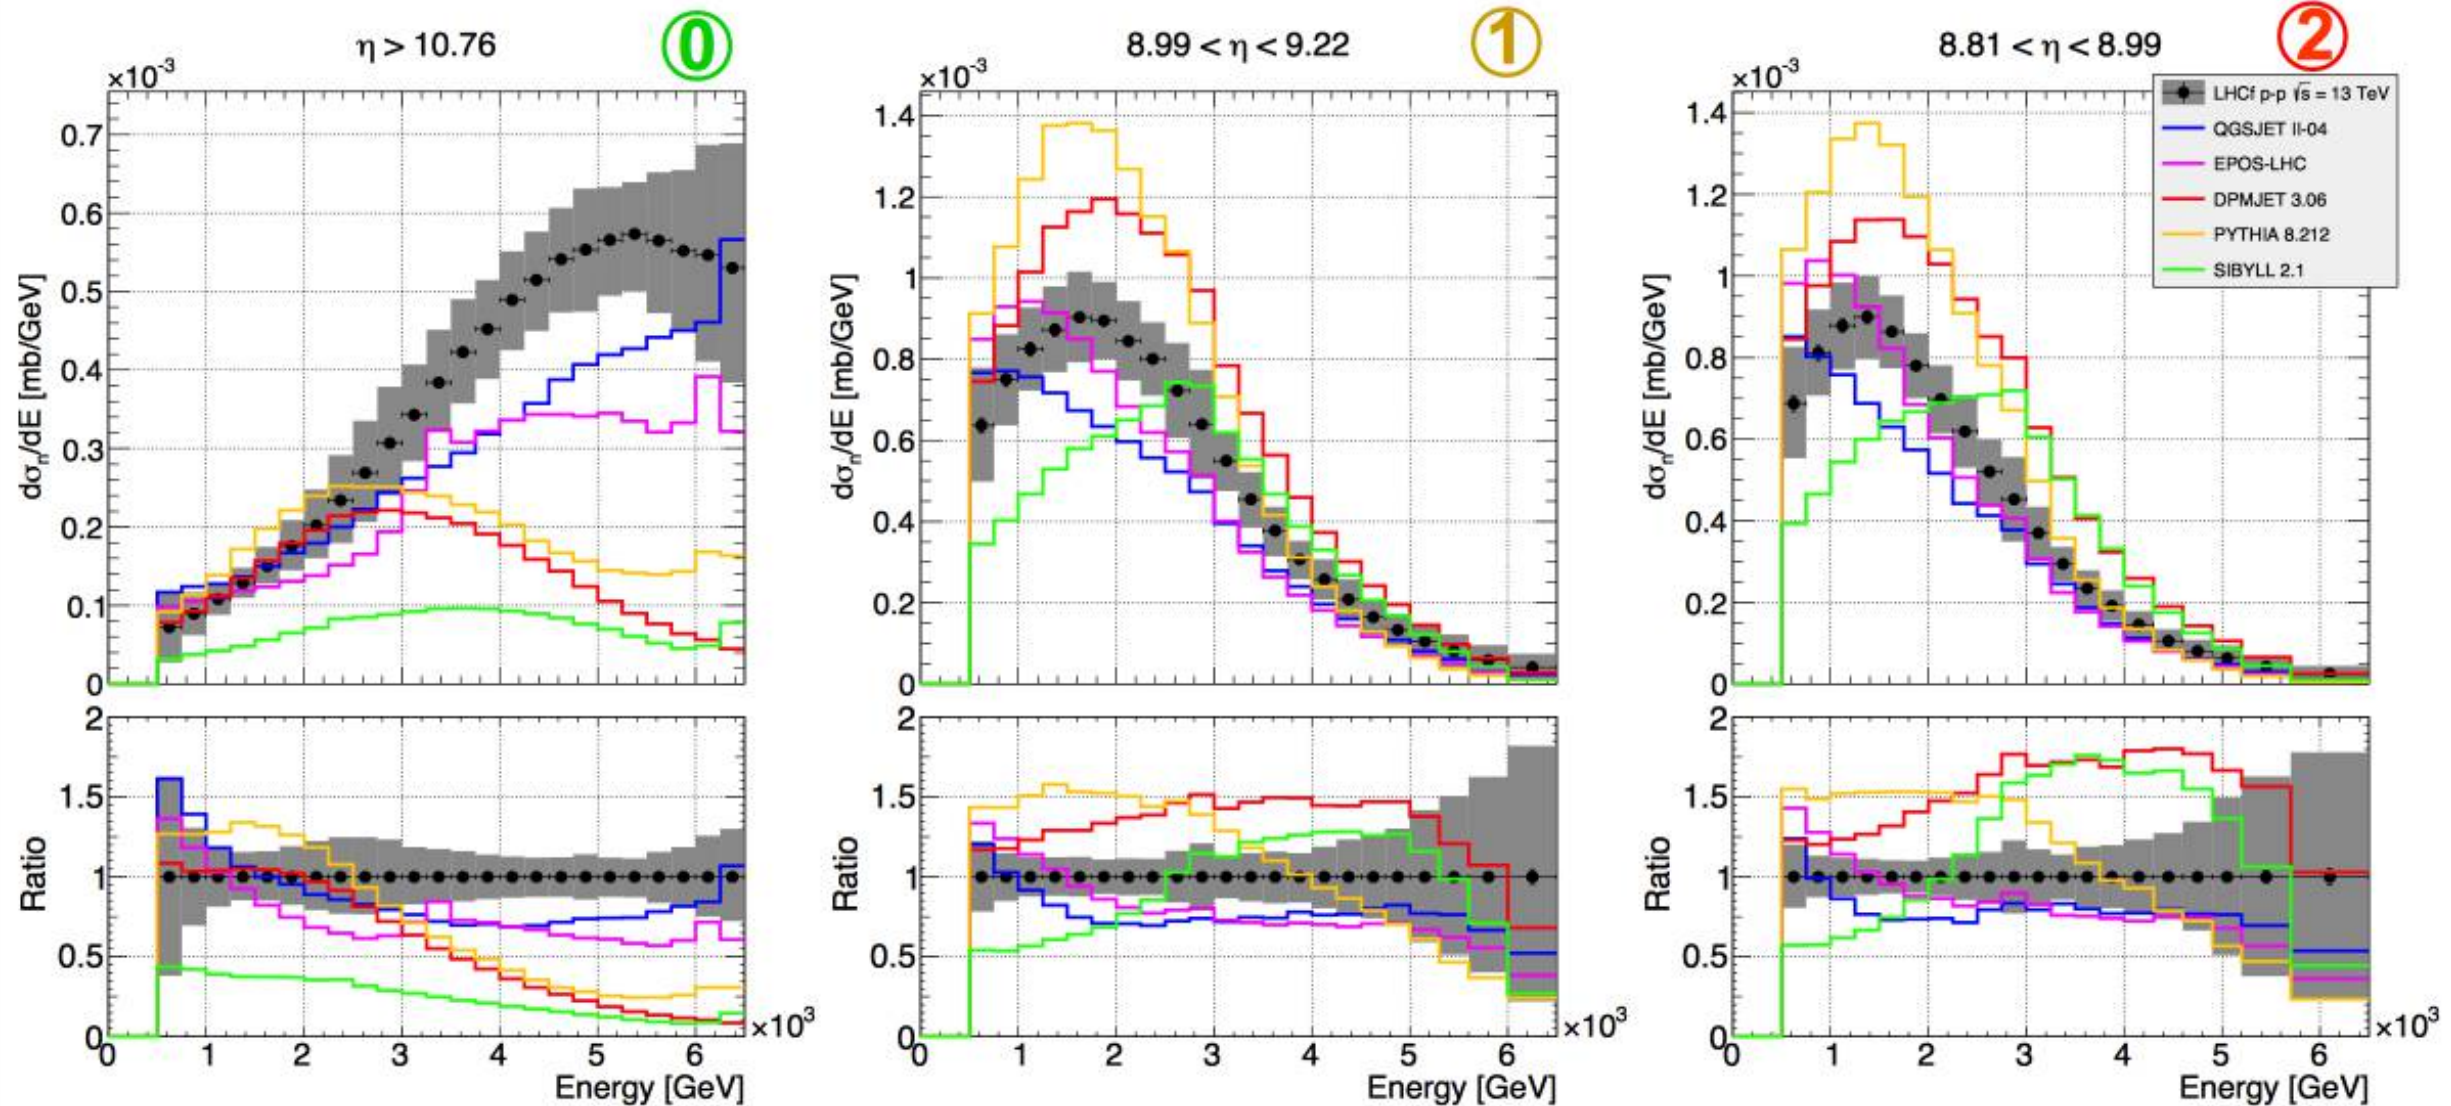 η > 10.76
0
8.99 < η < 9.22
1
8.81 < η < 8.99
2
×10⁻³
×10⁻³
×10⁻³
LHCf p-p √s = 13 TeV
QGSJET II-04
EPOS-LHC
DPMJET 3.06
PYTHIA 8.212
SIBYLL 2.1
dσₙ/dE [mb/GeV]
0.7
0.6
0.5
0.4
0.3
0.2
0.1
0
dσₙ/dE [mb/GeV]
1.4
1.2
1
0.8
0.6
0.4
0.2
0
dσₙ/dE [mb/GeV]
1.4
1.2
1
0.8
0.6
0.4
0.2
0
Ratio
2
1.5
1
0.5
0
0 1 2 3 4 5 6
×10³
Energy [GeV]
Ratio
2
1.5
1
0.5
0
0 1 2 3 4 5 6
×10³
Energy [GeV]
Ratio
2
1.5
1
0.5
0
0 1 2 3 4 5 6
×10³
Energy [GeV]